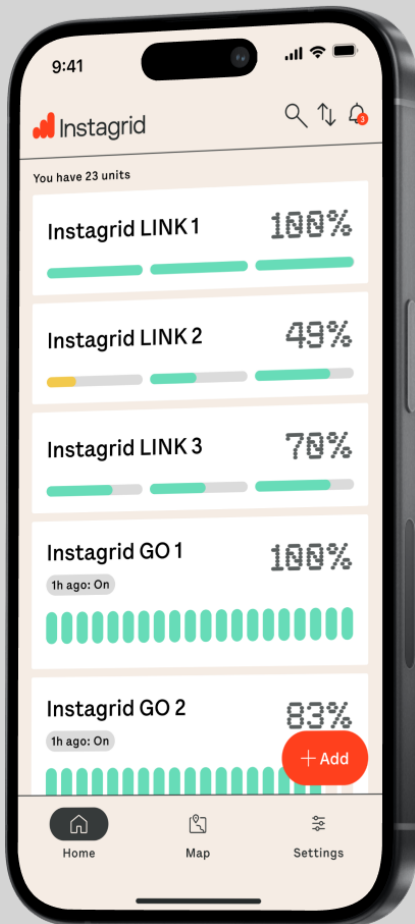 9:41
Instagrid
3
You have 23 units
Instagrid LINK 1
100%
Instagrid LINK 2
49%
Instagrid LINK 3
70%
Instagrid GO 1
100%
1h ago: On
Instagrid GO 2
83%
1h ago: On
+ Add
Home
Map
Settings